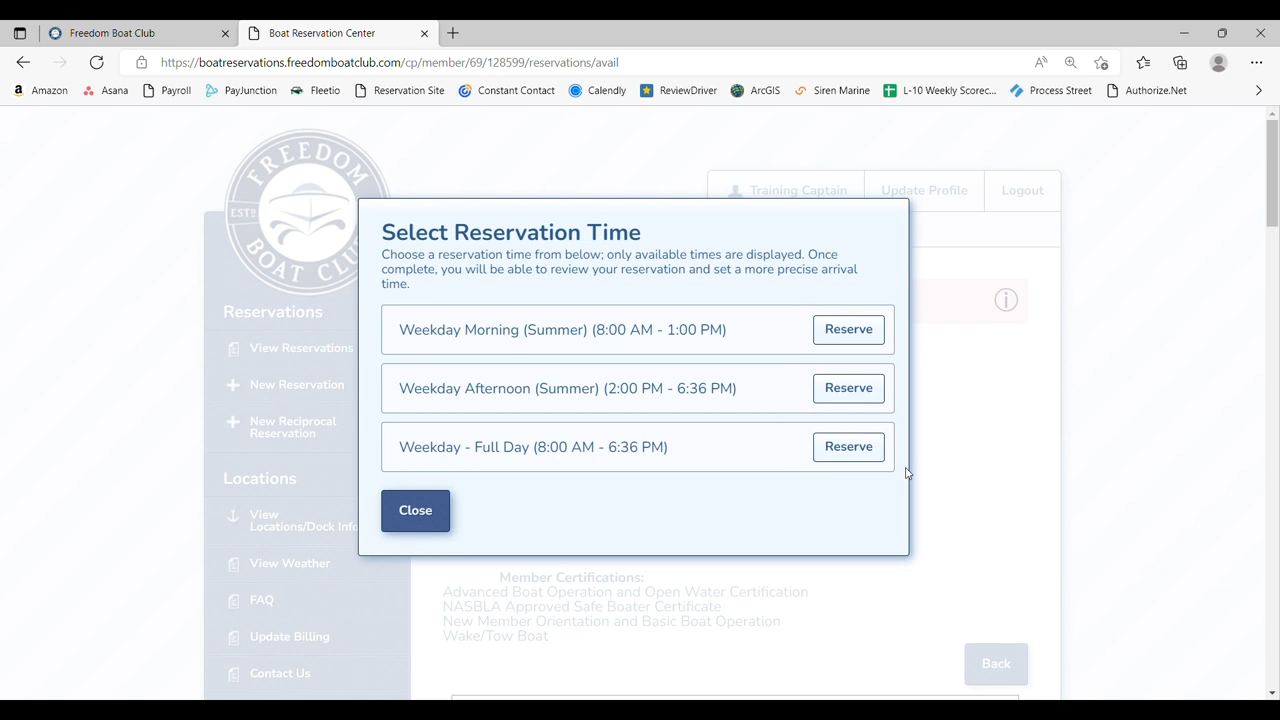 Freedom Boat Club
Boat Reservation Center
https://boatreservations.freedomboatclub.com/cp/member/69/128599/reservations/avail
Amazon Asana Payroll PayJunction Fleetio Reservation Site Constant Contact Calendly ReviewDriver ArcGIS Siren Marine L-10 Weekly Scorec... Process Street Authorize.Net
FREEDOM
ESTD
BOAT CLU
Training Captain Update Profile Logout
Select Reservation Time
Choose a reservation time from below; only available times are displayed. Once
complete, you will be able to review your reservation and set a more precise arrival
time.
Weekday Morning (Summer) (8:00 AM - 1:00 PM) Reserve
Weekday Afternoon (Summer) (2:00 PM - 6:36 PM) Reserve
Weekday - Full Day (8:00 AM - 6:36 PM) Reserve
Close
Reservations
View Reservations
New Reservation
New Reciprocal
Reservation
Locations
View
Locations/Dock Info
View Weather
FAQ
Update Billing
Contact Us
Member Certifications:
Advanced Boat Operation and Open Water Certification
NASBLA Approved Safe Boater Certificate
New Member Orientation and Basic Boat Operation
Wake/Tow Boat
Back